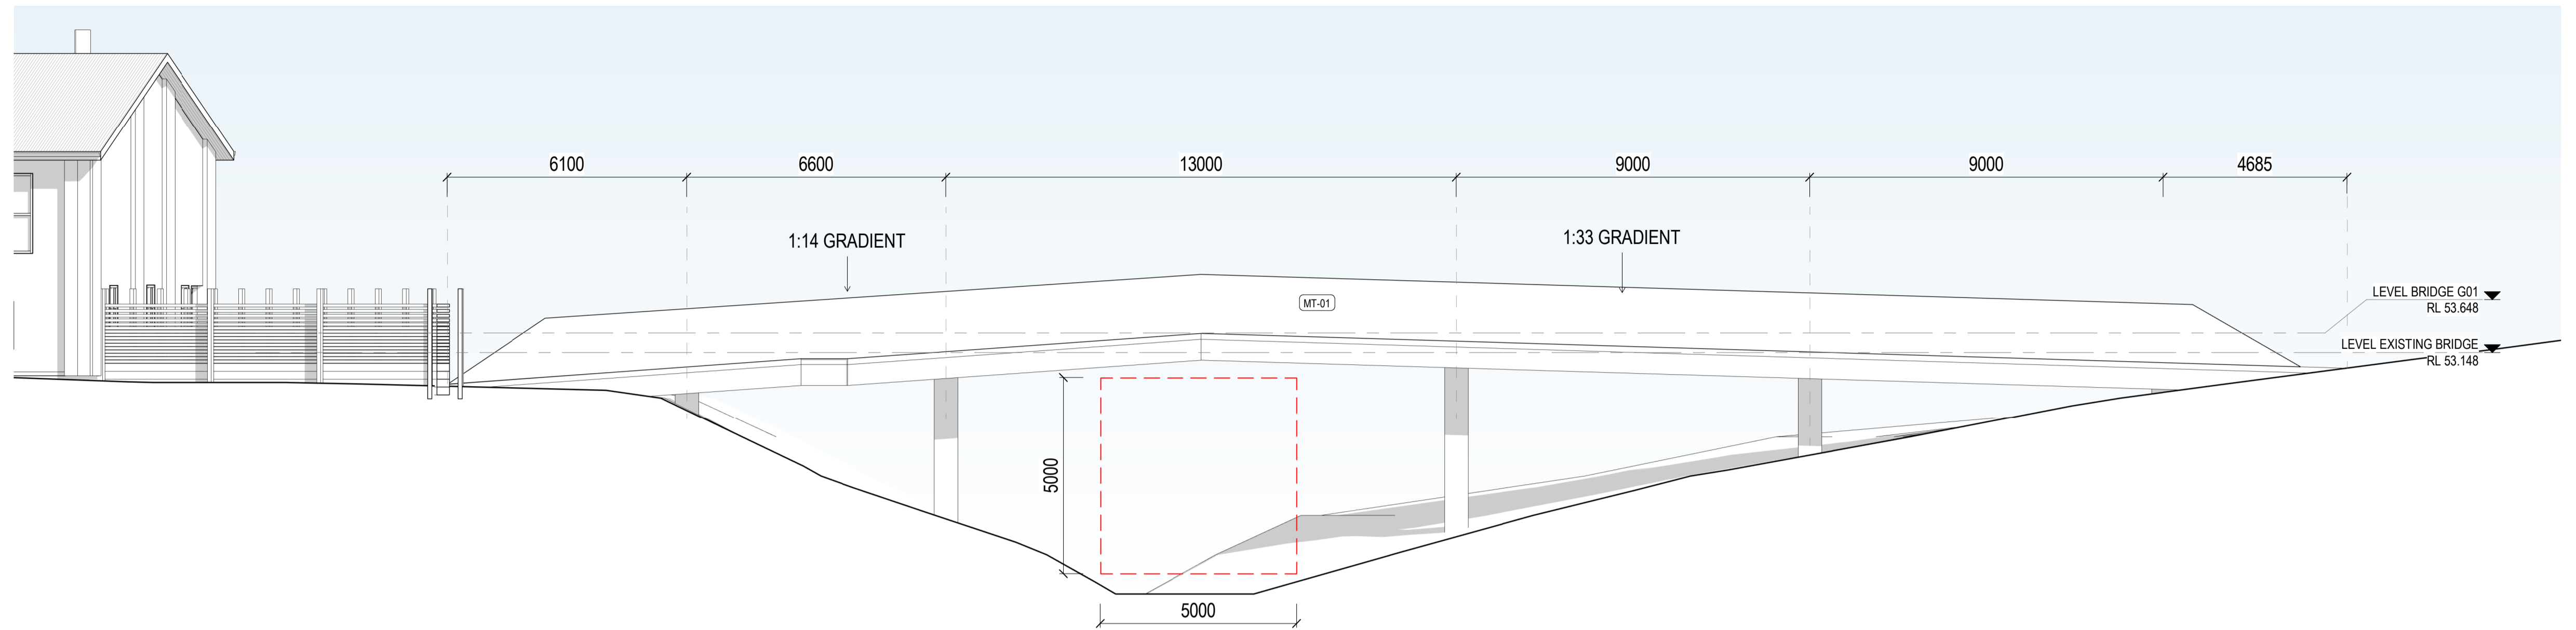 6100
6600
13000
9000
9000
4685
1:14 GRADIENT
1:33 GRADIENT
MT-01
LEVEL BRIDGE G01
RL 53.648
LEVEL EXISTING BRIDGE
RL 53.148
5000
5000